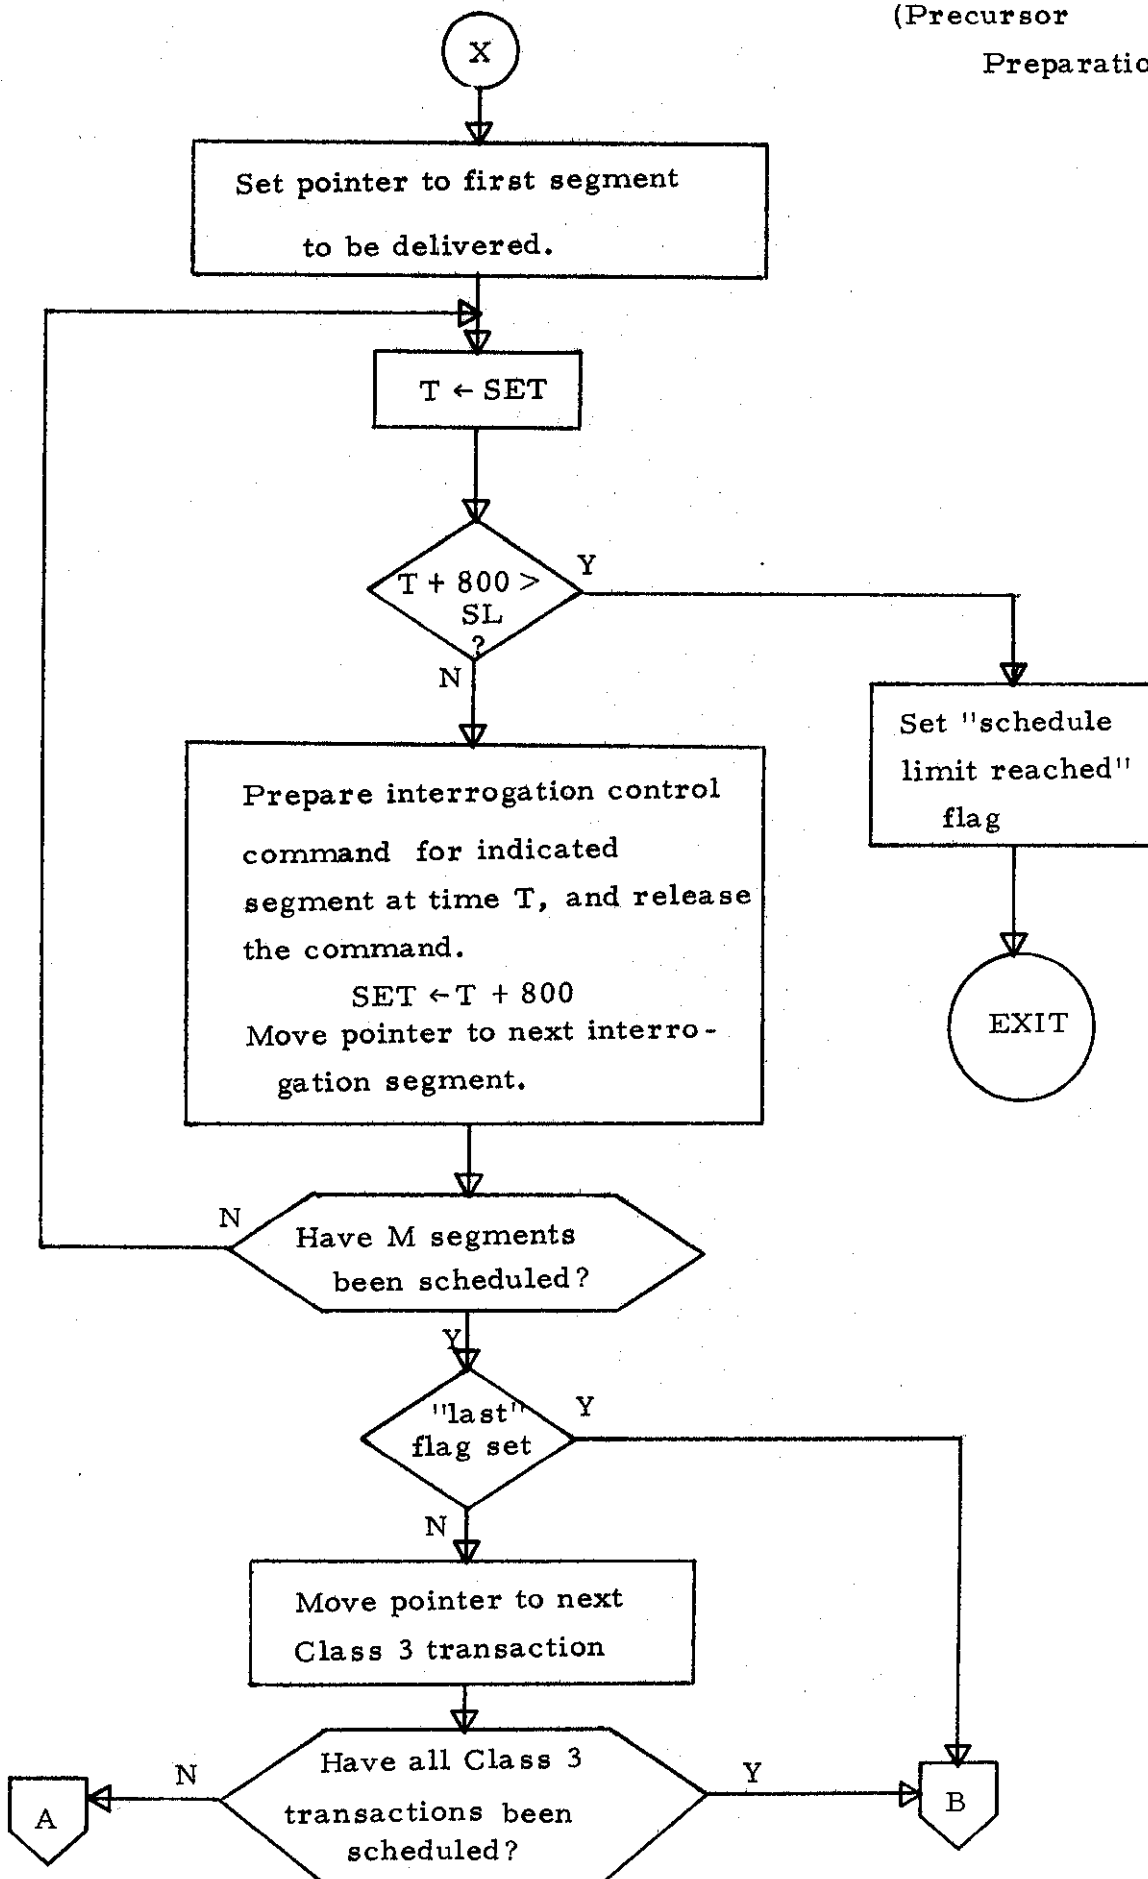 (Precursor
Preparatio
X
Set pointer to first segment
to be delivered.
T ← SET
T + 800 >
SL
?
Y
N
Set "schedule
limit reached"
flag
Prepare interrogation control
command for indicated
segment at time T, and release
the command.
SET ← T + 800
Move pointer to next interro-
gation segment.
EXIT
N
Have M segments
been scheduled?
Y
"last"
flag set
Y
N
Move pointer to next
Class 3 transaction
Have all Class 3
transactions been
scheduled?
N
Y
A
B